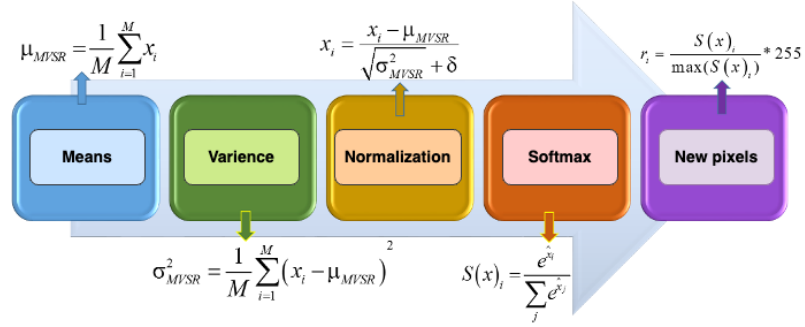 μ_MVSR = 1/M ∑_{i=1}^{M} x_i
x_i = (x_i − μ_MVSR) / (√(σ²_MVSR) + δ)
r_i = S(x)_i / max(S(x)_i) * 255
Means
Varience
Normalization
Softmax
New pixels
σ²_MVSR = 1/M ∑_{i=1}^{M} (x_i − μ_MVSR)²
S(x)_i = e^{x̂_i} / ∑_j e^{x̂_j}